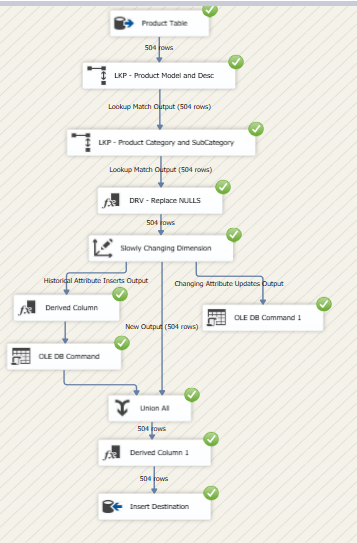 Product Table
504 rows
LKP - Product Model and Desc
Lookup Match Output (504 rows)
LKP - Product Category and SubCategory
Lookup Match Output (504 rows)
DRV - Replace NULLS
504 rows
Slowly Changing Dimension
Historical Attribute Inserts Output
Changing Attribute Updates Output
Derived Column
OLE DB Command 1
New Output (504 rows)
OLE DB Command
Union All
504 rows
Derived Column 1
504 rows
Insert Destination